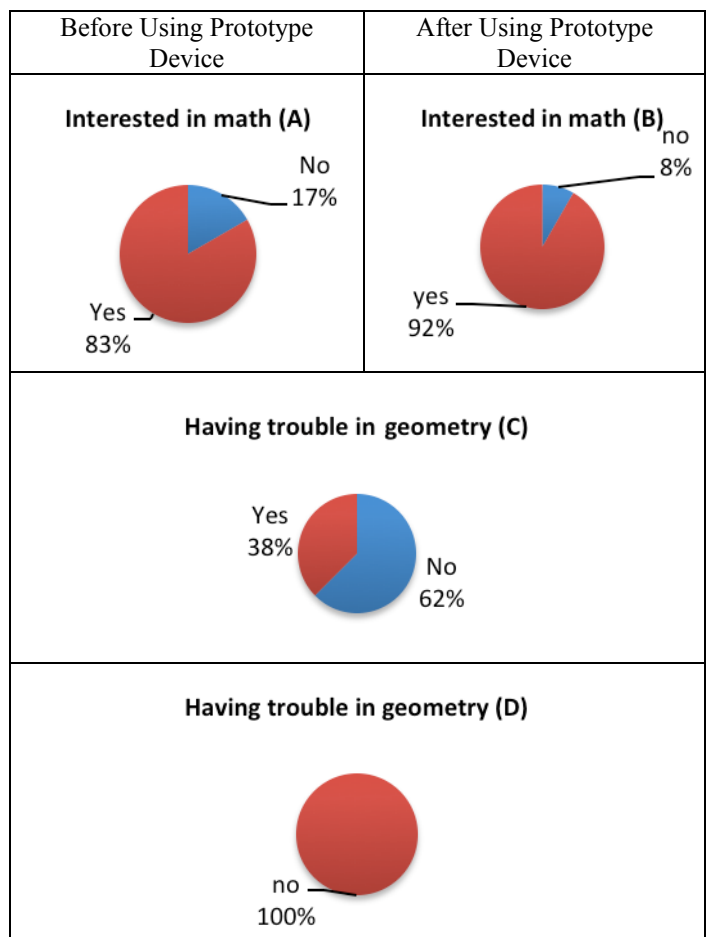 Before Using Prototype
Device
After Using Prototype
Device
Interested in math (A)
No
17%
Yes
83%
Interested in math (B)
no
8%
yes
92%
Having trouble in geometry (C)
Yes
38%
No
62%
Having trouble in geometry (D)
no
100%